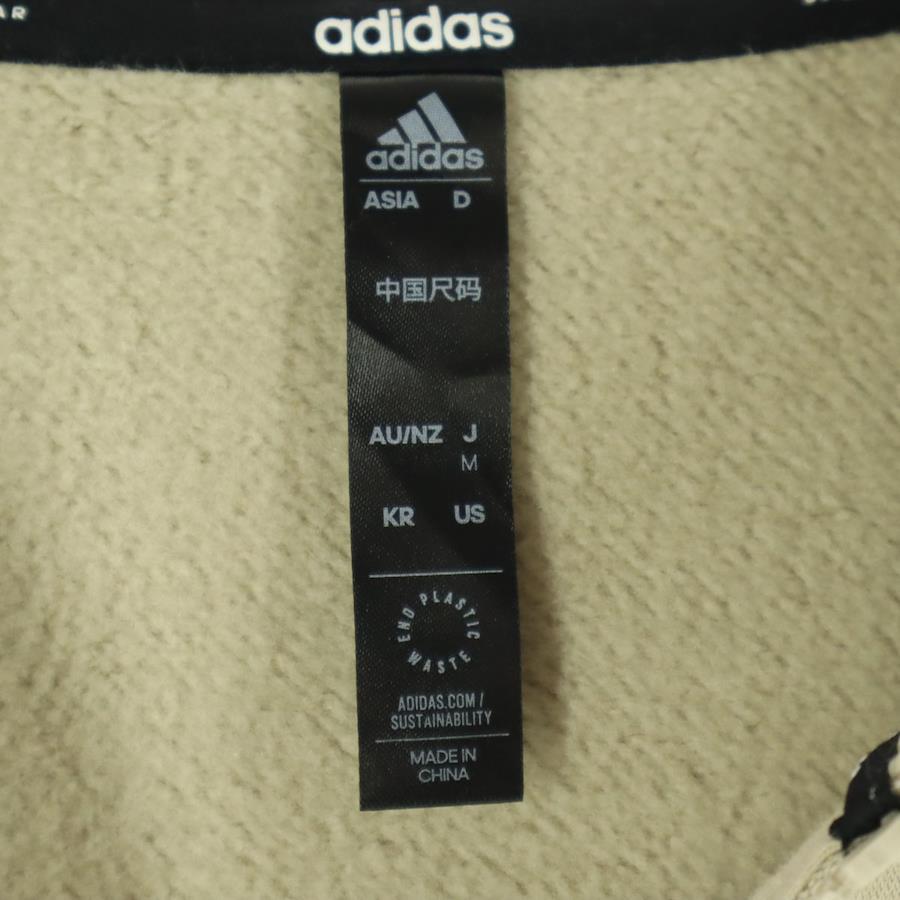 AR
adidas
adidas
ASIA D
中国尺码
AU/NZ J
M
KR US
END PLASTIC WASTE
ADIDAS.COM /
SUSTAINABILITY
MADE IN
CHINA